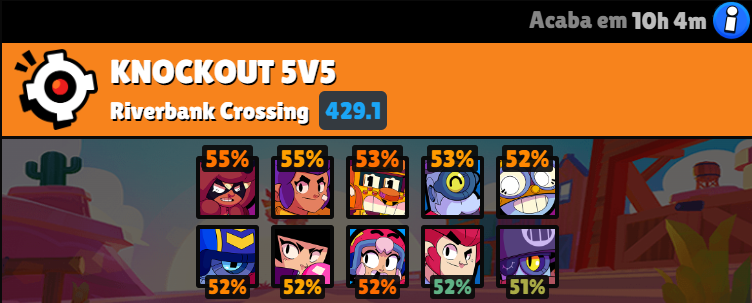 Acaba em 10h 4m
KNOCKOUT 5V5
Riverbank Crossing 429.1
55% 55% 53% 53% 52%
52% 52% 52% 52% 51%